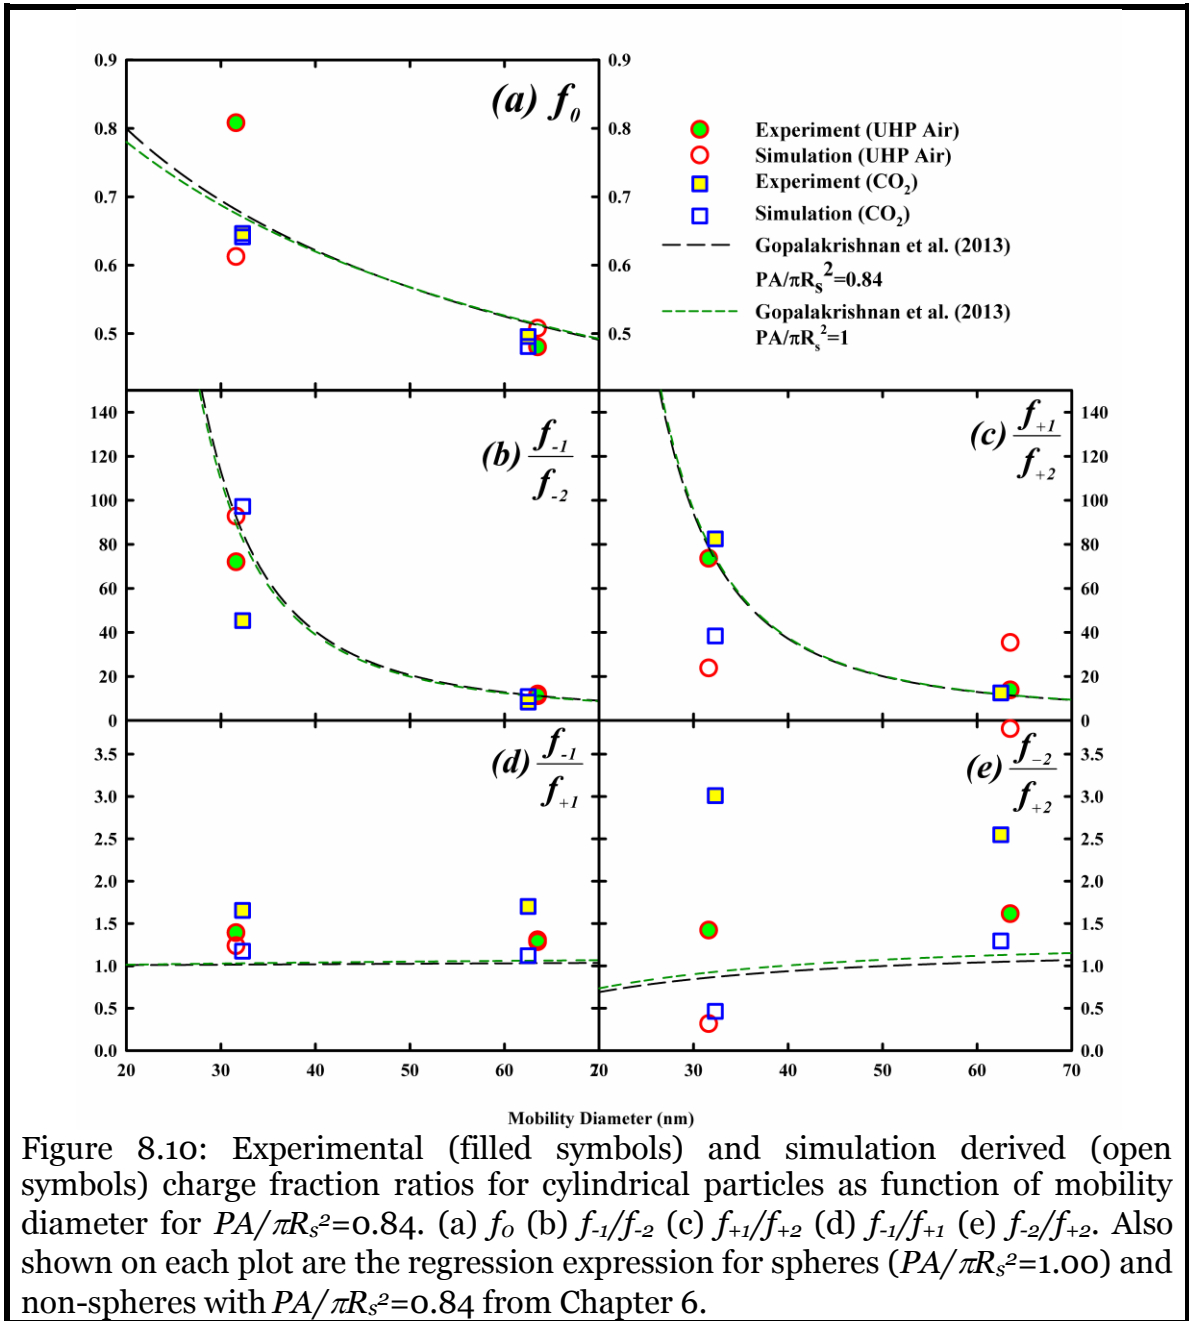 0.9
0.8
0.7
0.6
0.5
(a) f0
0.9
0.8
0.7
0.6
0.5
Experiment (UHP Air)
Simulation (UHP Air)
Experiment (CO2)
Simulation (CO2)
Gopalakrishnan et al. (2013)
PA/πRs2=0.84
Gopalakrishnan et al. (2013)
PA/πRs2=1
140
120
100
80
60
40
20
0
(b) f-1
f-2
(c) f+1
f+2
140
120
100
80
60
40
20
0
3.5
3.0
2.5
2.0
1.5
1.0
0.5
0.0
(d) f-1
f+1
(e) f-2
f+2
3.5
3.0
2.5
2.0
1.5
1.0
0.5
0.0
20 30 40 50 60 70
20 30 40 50 60 70
Mobility Diameter (nm)
Figure 8.10: Experimental (filled symbols) and simulation derived (open
symbols) charge fraction ratios for cylindrical particles as function of mobility
diameter for PA/πRs2=0.84. (a) f0 (b) f-1/f-2 (c) f+1/f+2 (d) f-1/f+1 (e) f-2/f+2. Also
shown on each plot are the regression expression for spheres (PA/πRs2=1.00) and
non-spheres with PA/πRs2=0.84 from Chapter 6.